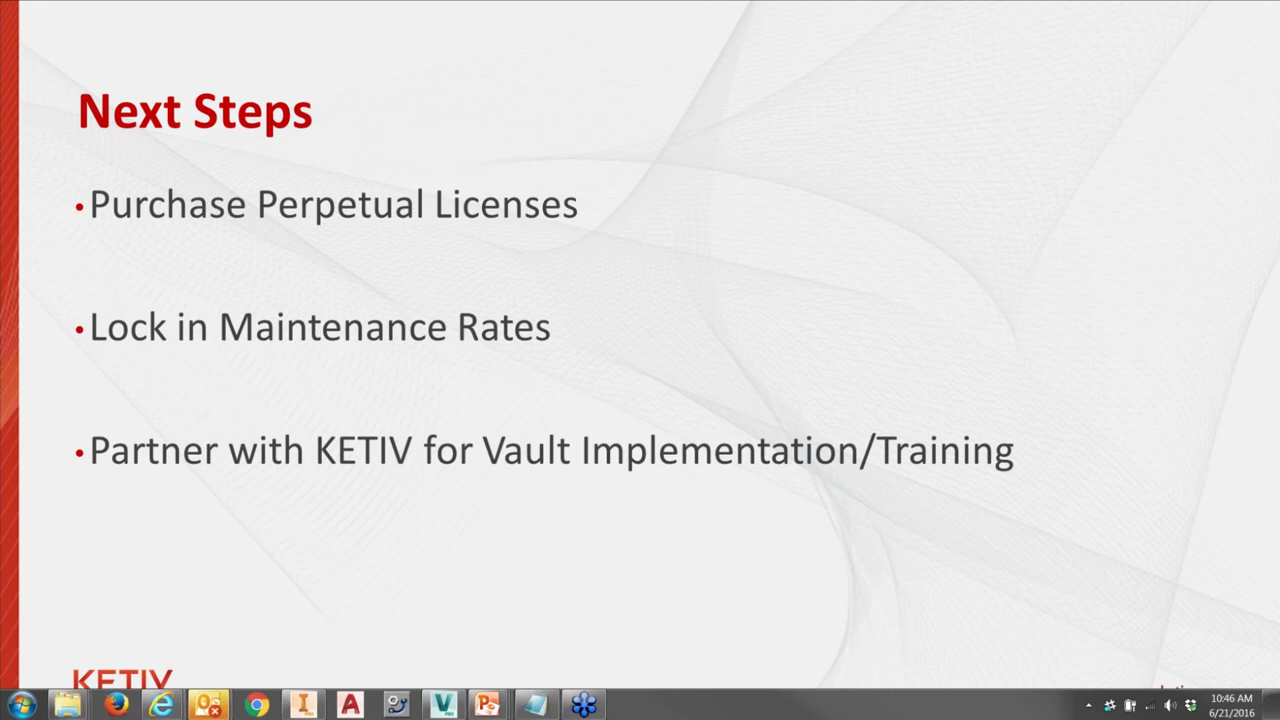 Next Steps
• Purchase Perpetual Licenses
• Lock in Maintenance Rates
• Partner with KETIV for Vault Implementation/Training
KETIV
10:46 AM
6/21/2016